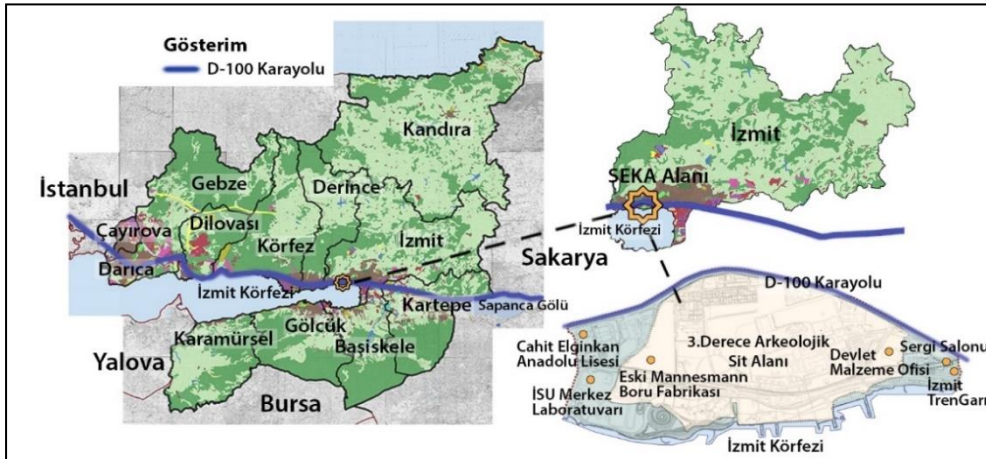 Gösterim
D-100 Karayolu
Kandıra
İstanbul
Gebze
Derince
Çayırova
Dilovası
Körfez
İzmit
Darıca
İzmit Körfezi
Kartepe
Sapanca Gölü
Karamürsel
Gölcük
Başiskele
Yalova
Bursa
Sakarya
İzmit
SEKA Alanı
İzmit Körfezi
D-100 Karayolu
Cahit Elginkan
Anadolu Lisesi
3.Derece Arkeolojik
Sit Alanı
Devlet
Malzeme Ofisi
Sergi Salonu
İSU Merkez
Laboratuvarı
Eski Mannesmann
Boru Fabrikası
İzmit
TrenGarı
İzmit Körfezi